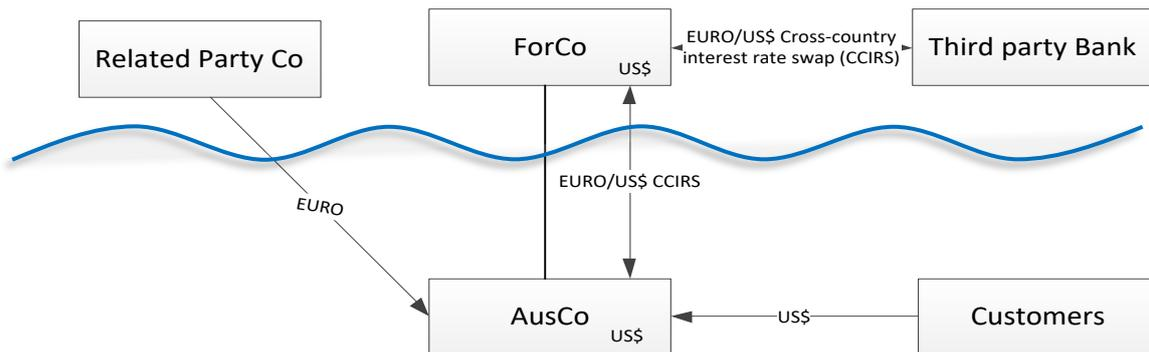 Related Party Co
ForCo
US$
EURO/US$ Cross-country
interest rate swap (CCIRS)
Third party Bank
EURO/US$ CCIRS
EURO
AusCo
US$
US$
Customers